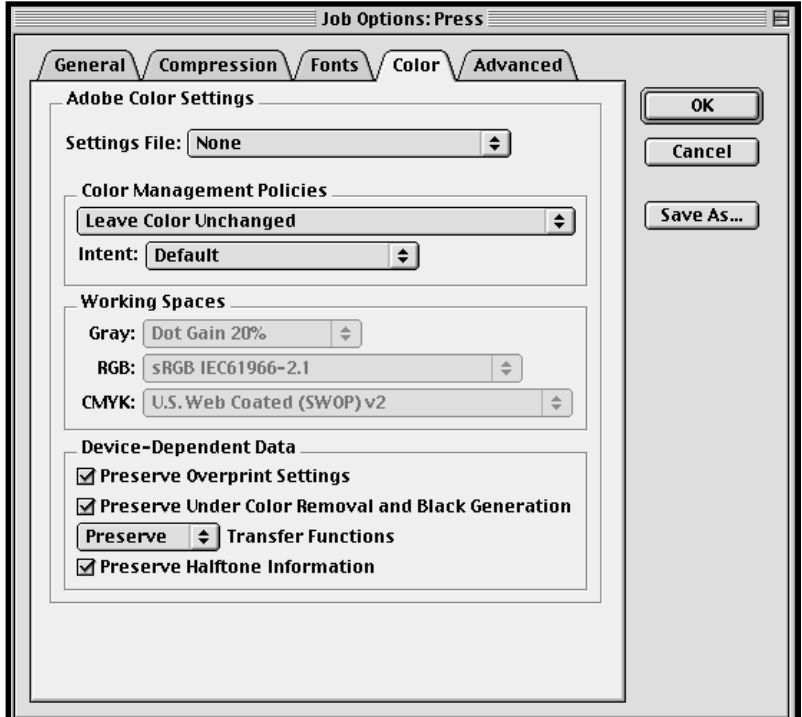 Job Options: Press
General Compression Fonts Color Advanced
Adobe Color Settings
Settings File: None
Color Management Policies
Leave Color Unchanged
Intent: Default
Working Spaces
Gray: Dot Gain 20%
RGB: sRGB IEC61966-2.1
CMYK: U.S. Web Coated (SWOP) v2
Device-Dependent Data
Preserve Overprint Settings
Preserve Under Color Removal and Black Generation
Preserve Transfer Functions
Preserve Halftone Information
OK
Cancel
Save As...